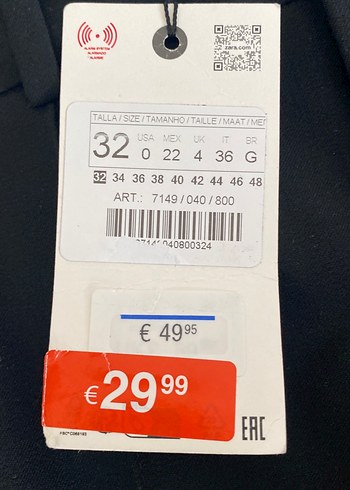 ALARM SYSTEM
zara.com
TALLA / SIZE / TAMANHO / TAILLE / MAAT /
32 USA MEX UK IT BR
0 22 4 36 G
32 34 36 38 40 42 44 46 48
ART.: 7149 / 040 / 800
07149040800324
€ 49.95
€29.99
EAC